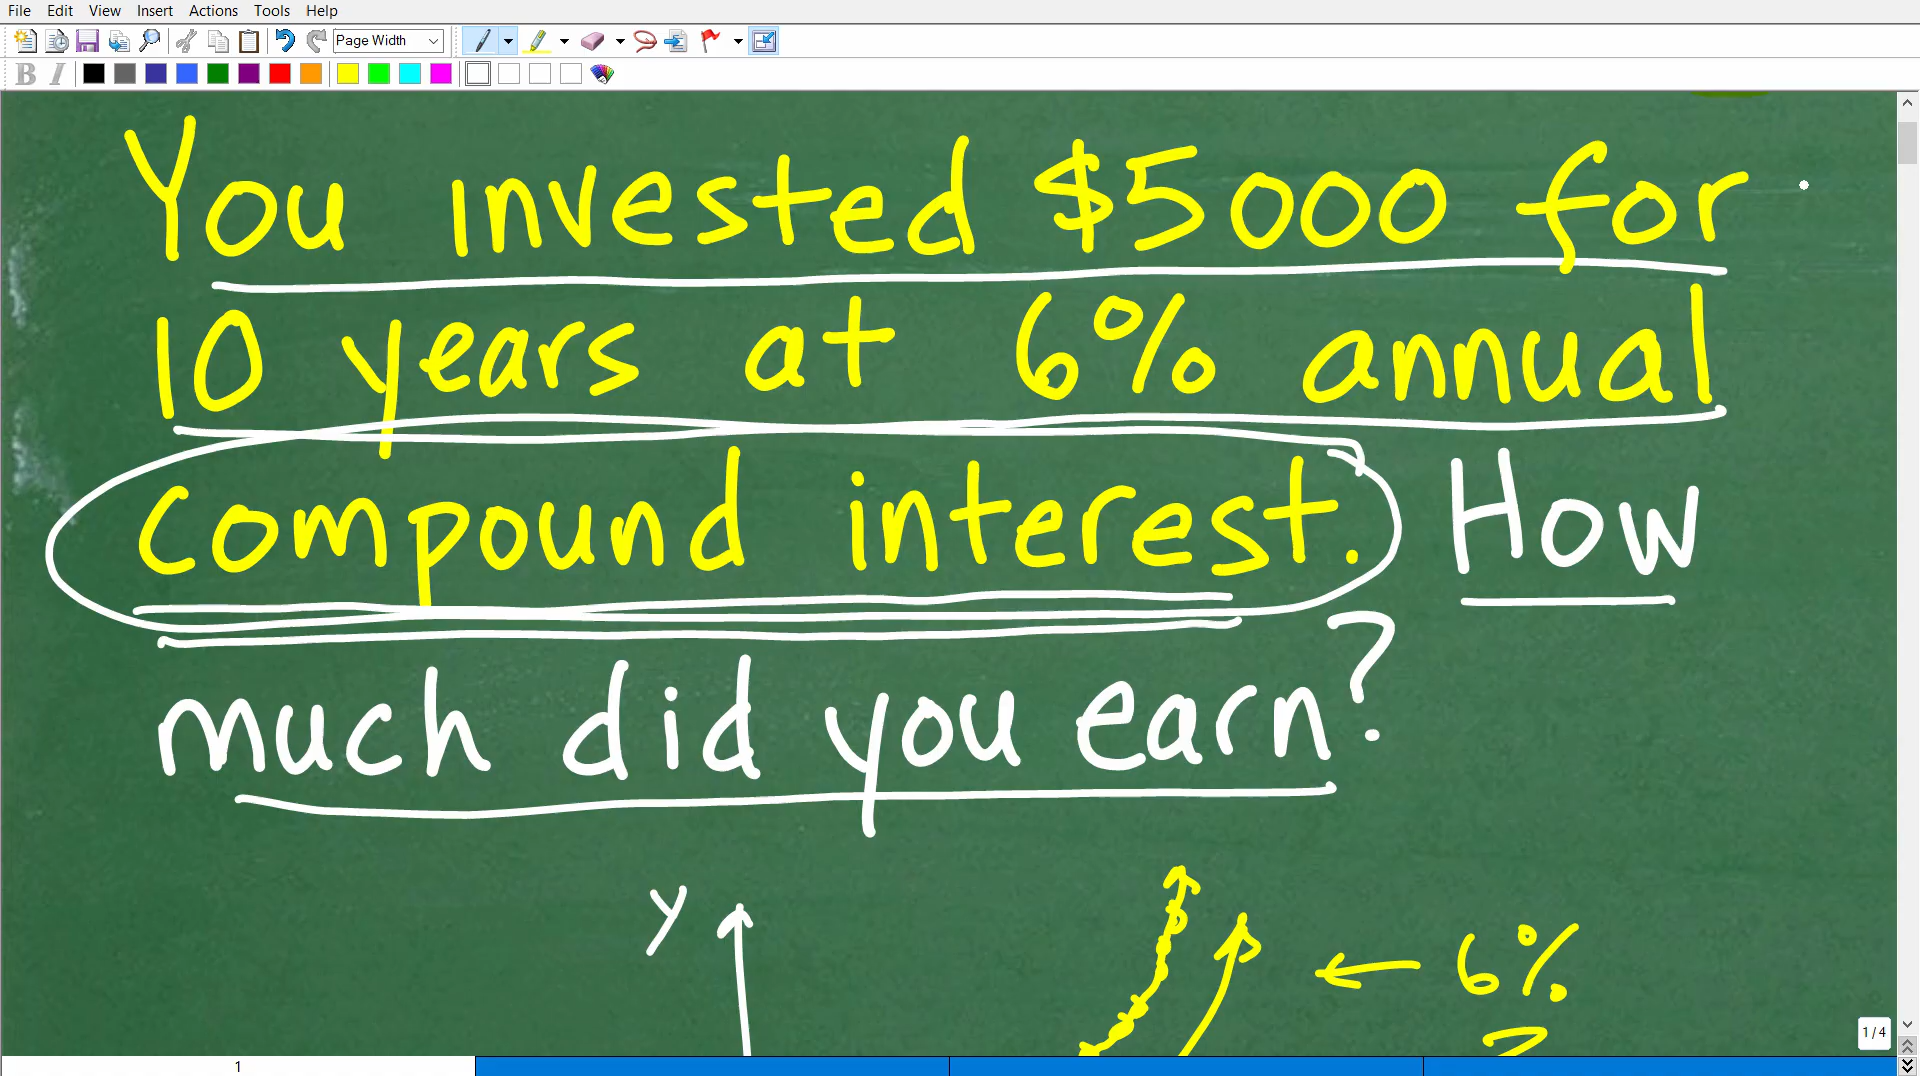 File Edit View Insert Actions Tools Help
Page Width
B I
You invested $5000 for
10 years at 6% annual
compound interest. How
much did you earn?
y
6%
1/4
1